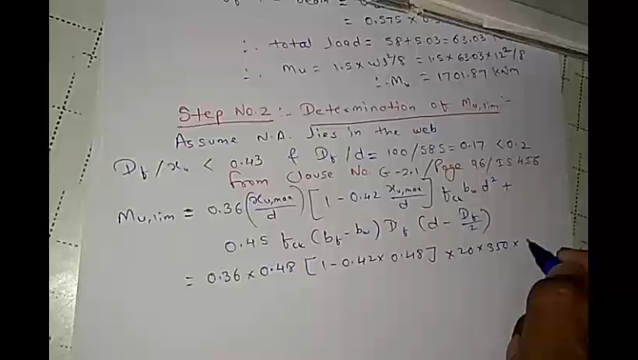 = 0.575 x 0.
∴ total load = 58+5.03 = 63.03
∴ Mu = 1.5 x wl²/8 = 1.5 x 63.03 x 12²/8
∴ Mu = 1701.87 kNm
Step No.2 :- Determination of Mu,lim :-
Assume N.A. lies in the web
Df/xu < 0.43 & Df/d = 100/585 = 0.17 < 0.2
from Clause No G-2.1/Page 96/IS 456
Mu,lim = 0.36 (xu,max/d) [1 - 0.42 xu,max/d] fck bw d² +
0.45 fck (bf - bw) Df (d - Df/2)
= 0.36 x 0.48 [1 - 0.42 x 0.48] x 20 x 350 x